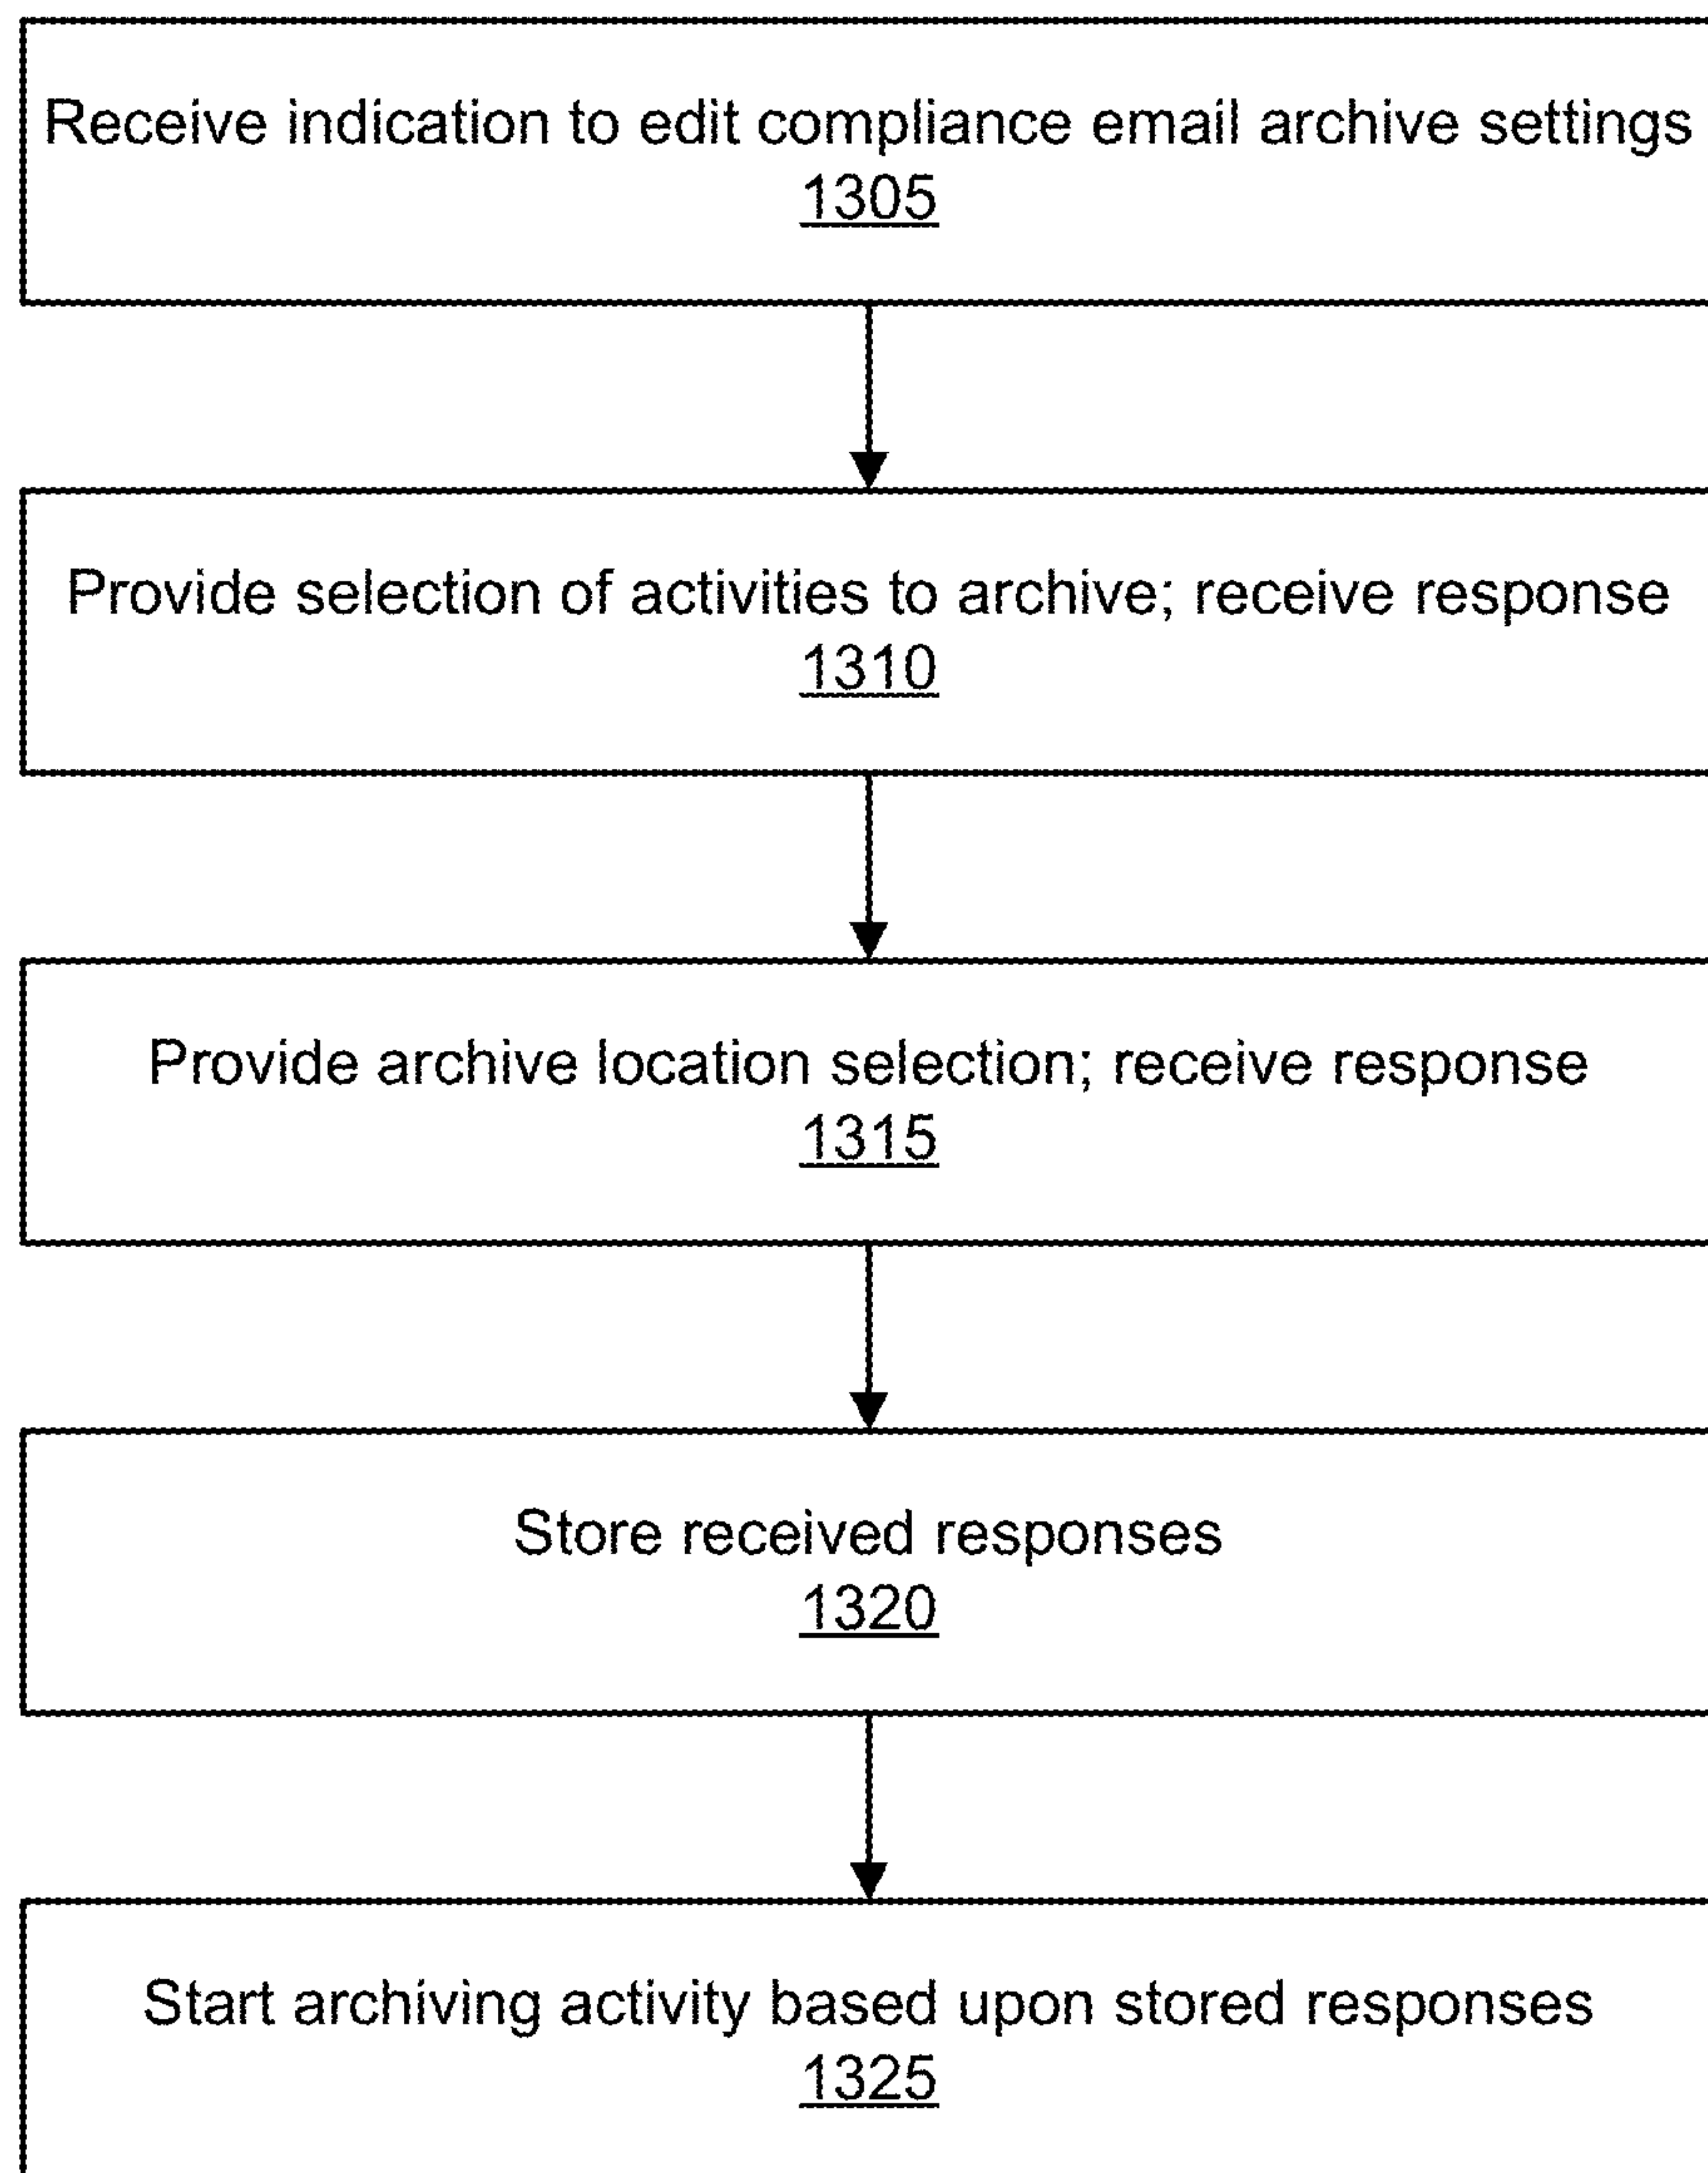 Receive indication to edit compliance email archive settings
1305
Provide selection of activities to archive; receive response
1310
Provide archive location selection; receive response
1315
Store received responses
1320
Start archiving activity based upon stored responses
1325